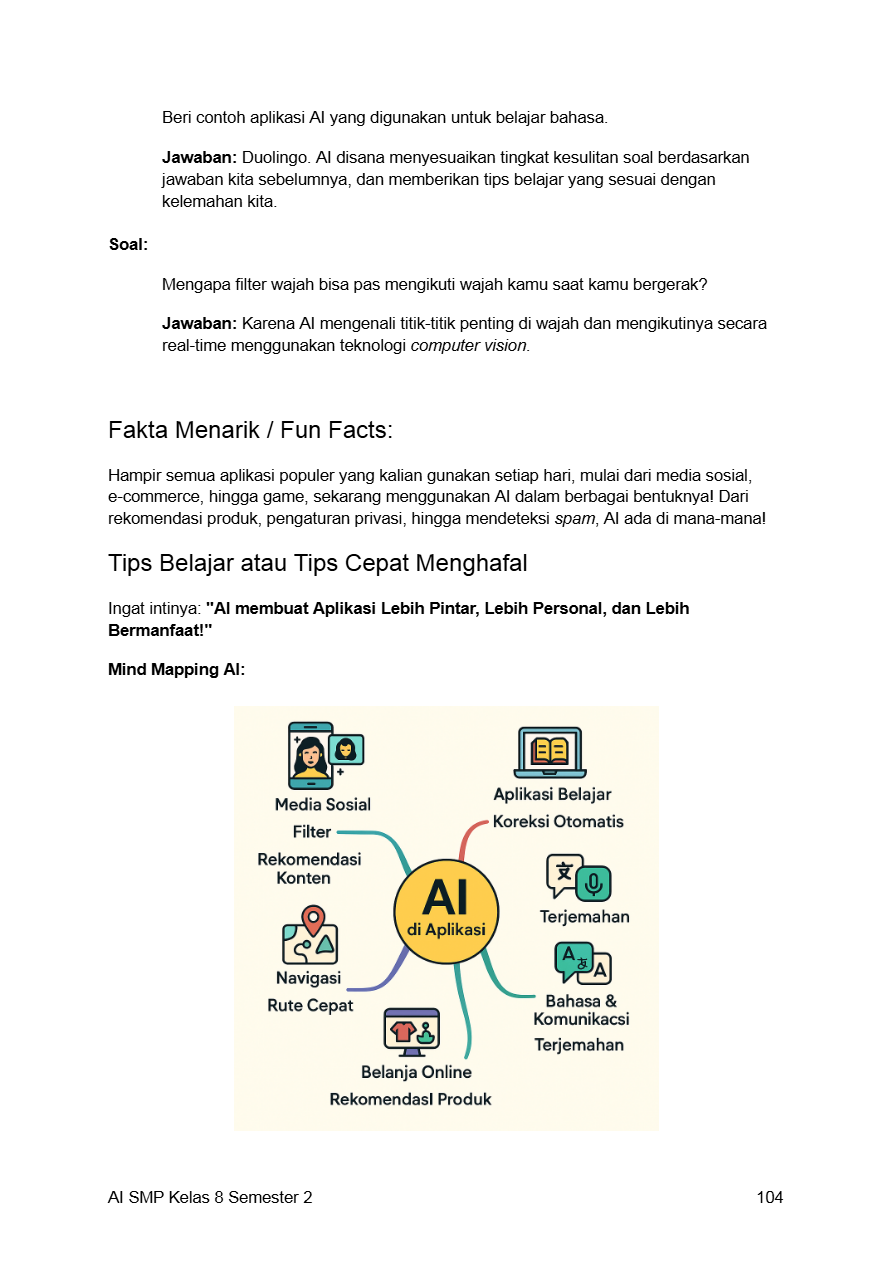 Beri contoh aplikasi AI yang digunakan untuk belajar bahasa.
Jawaban: Duolingo. AI disana menyesuaikan tingkat kesulitan soal berdasarkan
jawaban kita sebelumnya, dan memberikan tips belajar yang sesuai dengan
kelemahan kita.
Soal:
Mengapa filter wajah bisa pas mengikuti wajah kamu saat kamu bergerak?
Jawaban: Karena AI mengenali titik-titik penting di wajah dan mengikutinya secara
real-time menggunakan teknologi computer vision.
Fakta Menarik / Fun Facts:
Hampir semua aplikasi populer yang kalian gunakan setiap hari, mulai dari media sosial,
e-commerce, hingga game, sekarang menggunakan AI dalam berbagai bentuknya! Dari
rekomendasi produk, pengaturan privasi, hingga mendeteksi spam, AI ada di mana-mana!
Tips Belajar atau Tips Cepat Menghafal
Ingat intinya: "AI membuat Aplikasi Lebih Pintar, Lebih Personal, dan Lebih
Bermanfaat!"
Mind Mapping AI:
Media Sosial
Filter
Rekomendasi
Konten
Aplikasi Belajar
Koreksi Otomatis
AI
di Aplikasi
文
Terjemahan
Navigasi
Rute Cepat
A
あ
A
Bahasa &
Komunikacsi
Terjemahan
Belanja Online
RekomendasI Produk
AI SMP Kelas 8 Semester 2
104